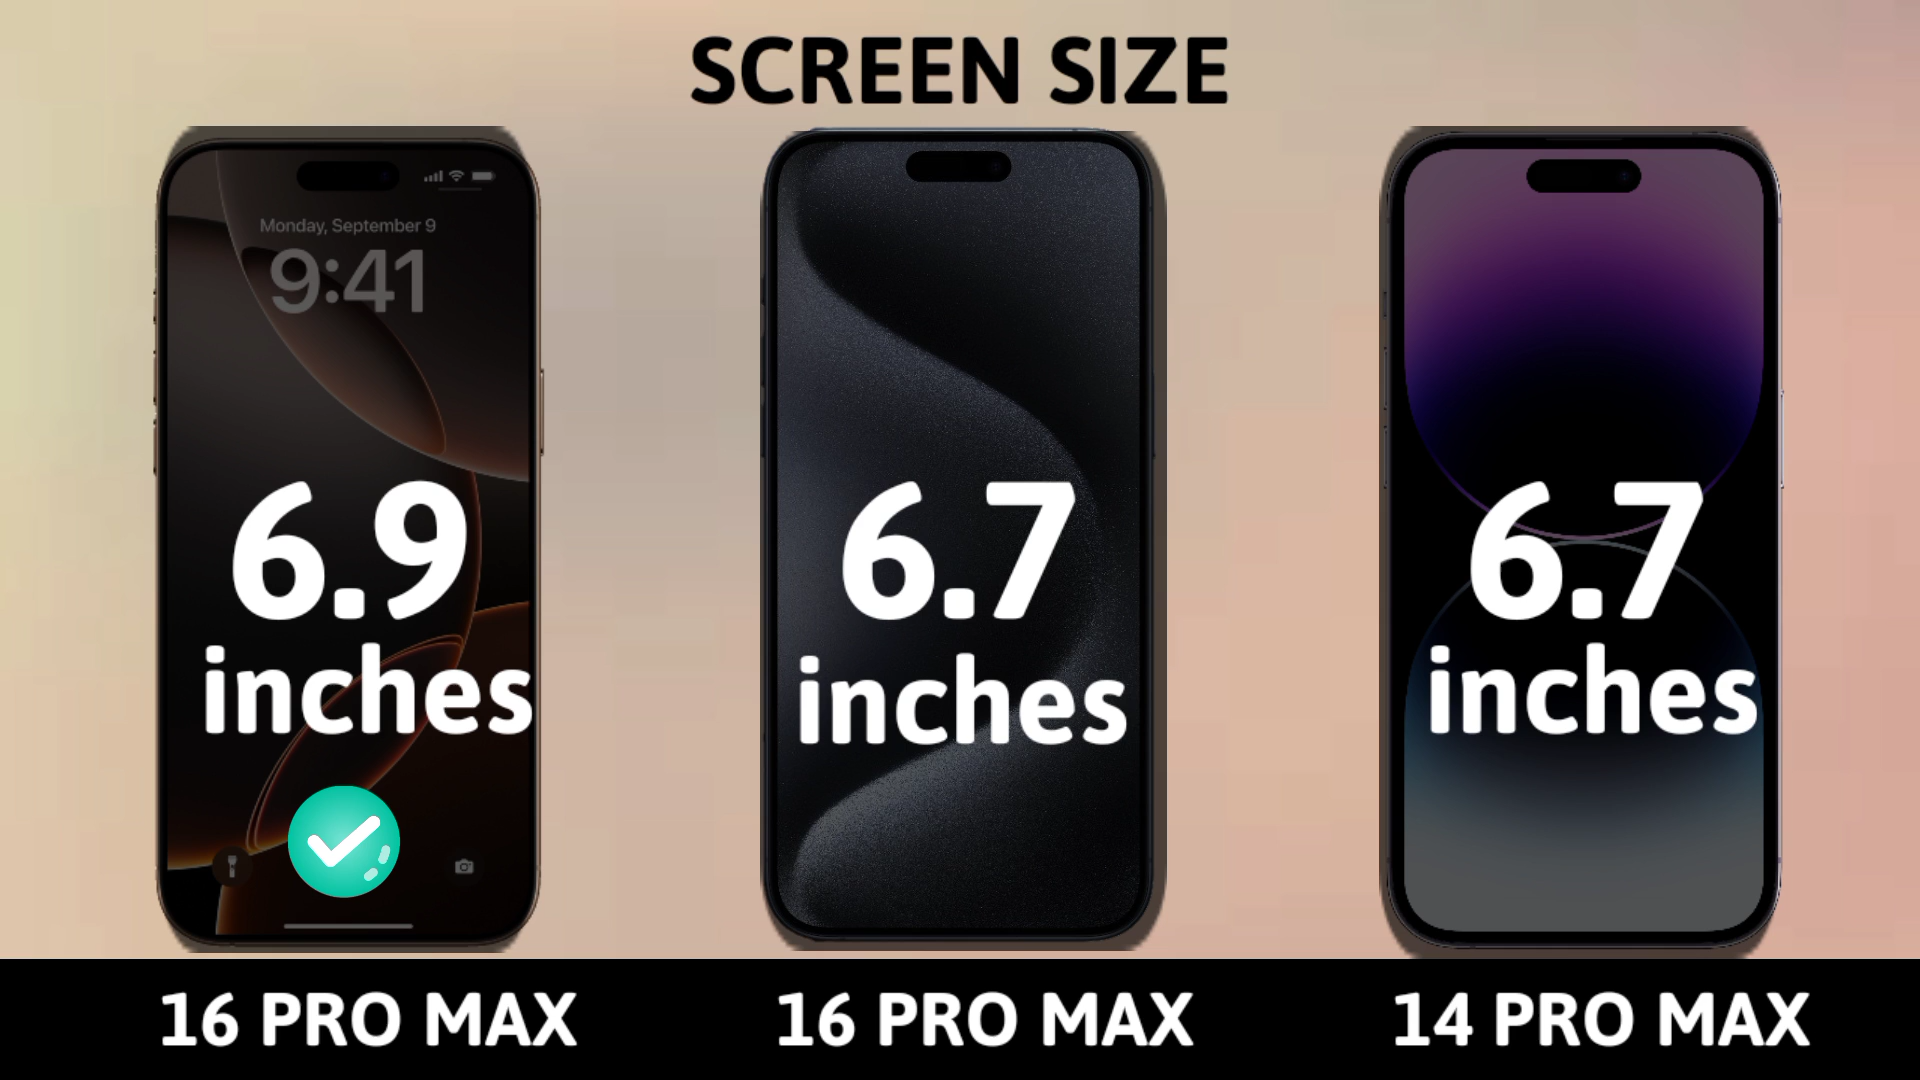 SCREEN SIZE
Monday, September 9
9:41
6.9
inches
6.7
inches
6.7
inches
16 PRO MAX
16 PRO MAX
14 PRO MAX